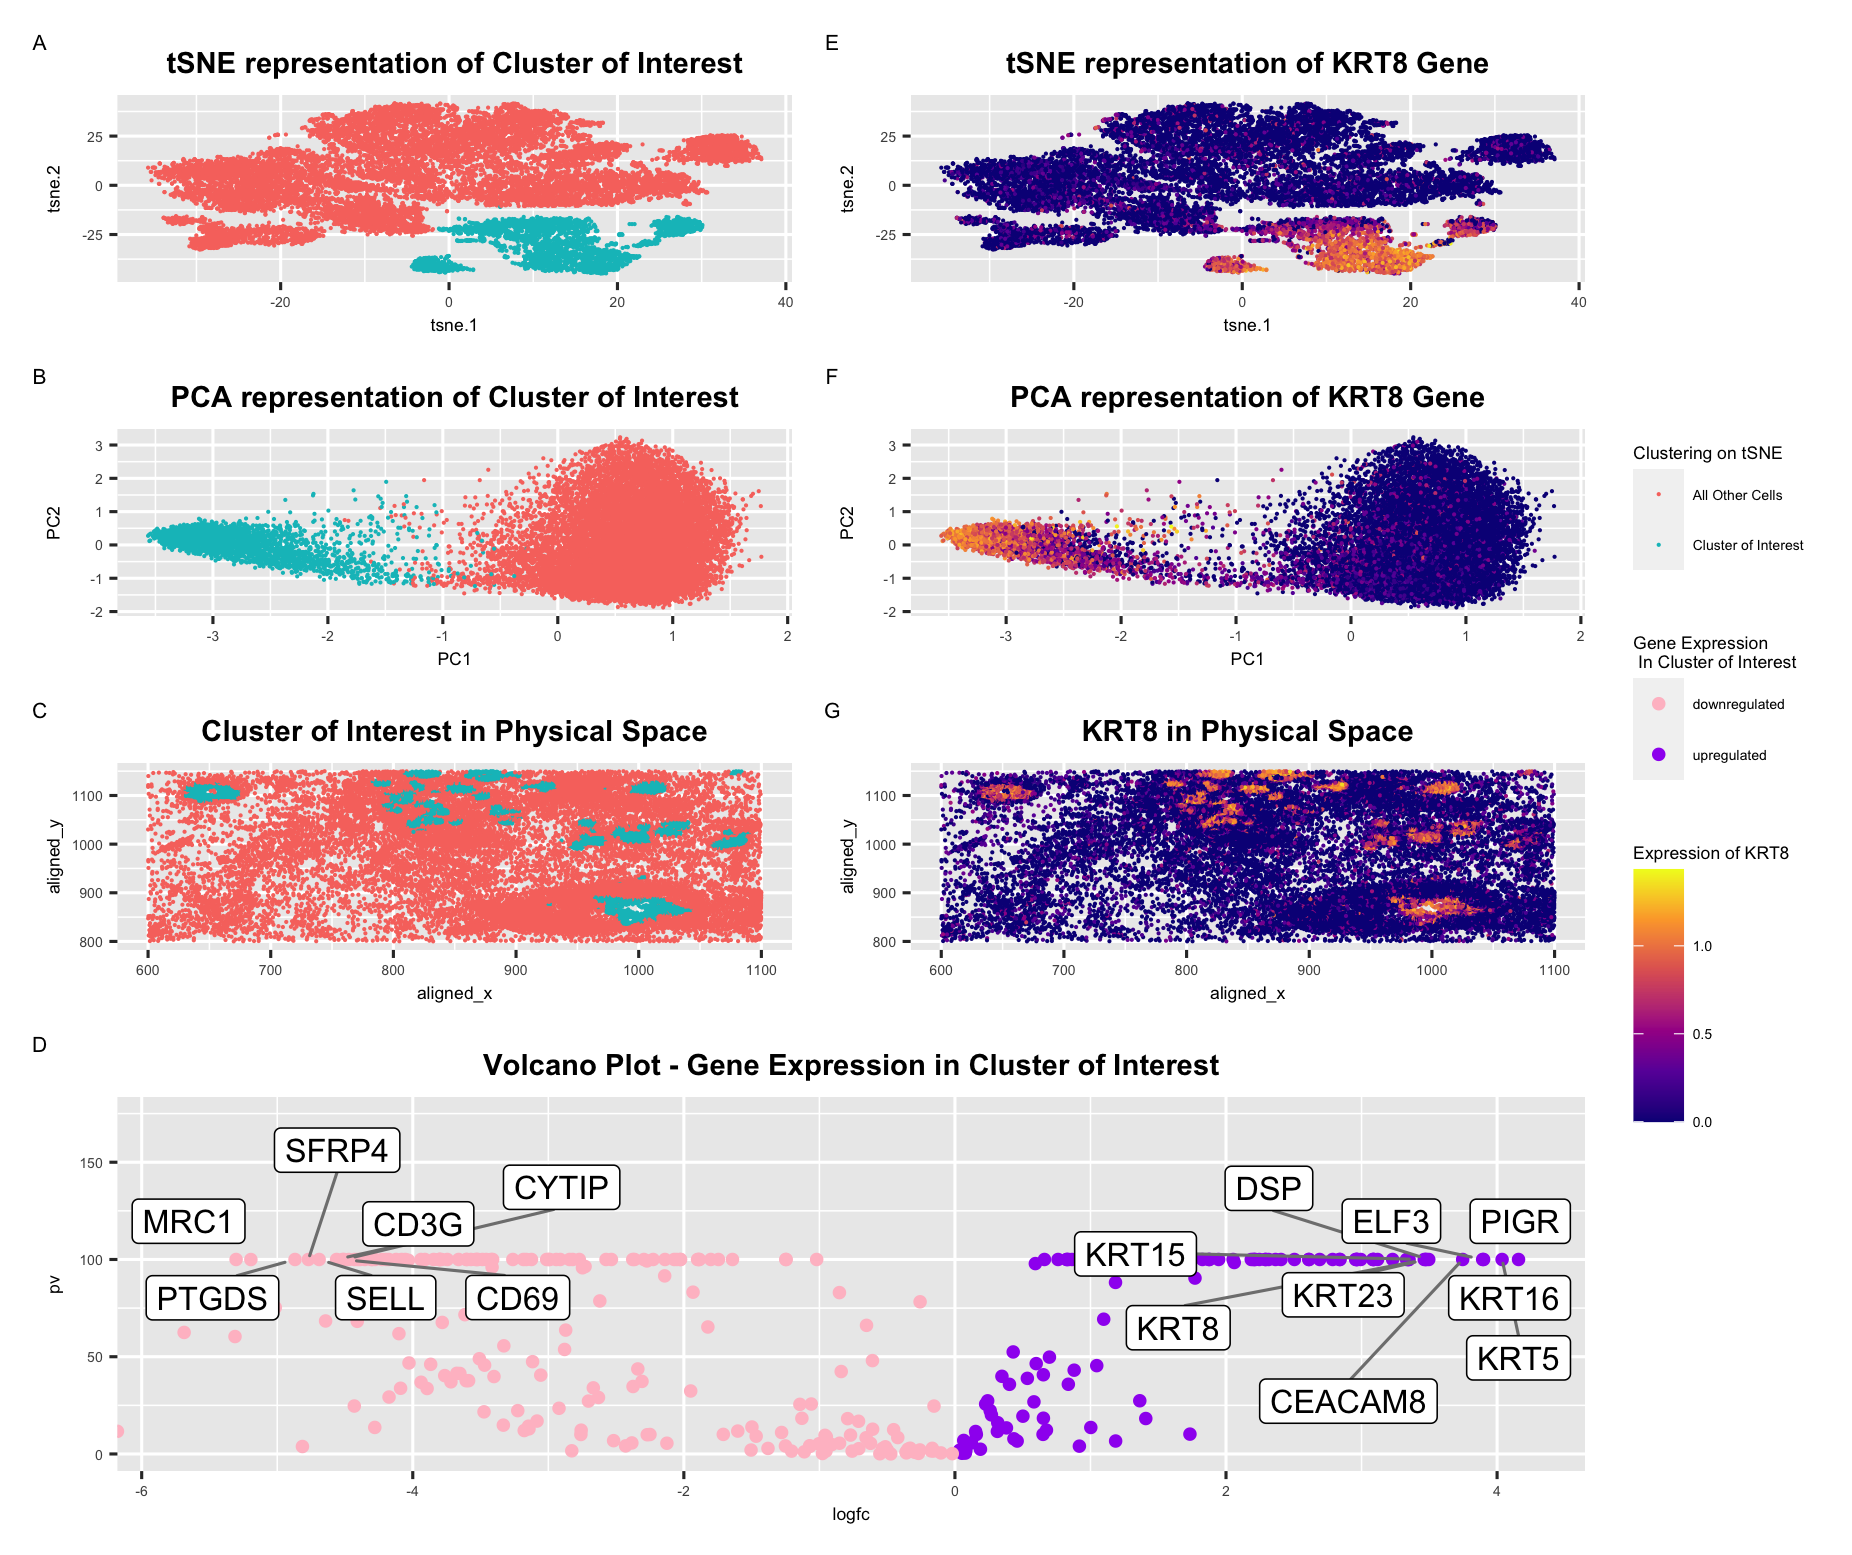 A
tSNE representation of Cluster of Interest
25
0
-25
tsne.2
-20
0
20
40
tsne.1
E
tSNE representation of KRT8 Gene
25
0
-25
tsne.2
-20
0
20
40
tsne.1
B
PCA representation of Cluster of Interest
3
2
1
0
-1
-2
PC2
-3
-2
-1
0
1
2
PC1
F
PCA representation of KRT8 Gene
3
2
1
0
-1
-2
PC2
-3
-2
-1
0
1
2
PC1
C
Cluster of Interest in Physical Space
1100
1000
900
800
aligned_y
600
700
800
900
1000
1100
aligned_x
G
KRT8 in Physical Space
1100
1000
900
800
aligned_y
600
700
800
900
1000
1100
aligned_x
D
Volcano Plot - Gene Expression in Cluster of Interest
150
100
50
0
pv
SFRP4
CYTIP
MRC1
CD3G
PTGDS
SELL
CD69
DSP
ELF3
PIGR
KRT15
KRT23
KRT16
KRT8
KRT5
CEACAM8
-6
-4
-2
0
2
4
logfc
Clustering on tSNE
All Other Cells
Cluster of Interest
Gene Expression
In Cluster of Interest
downregulated
upregulated
Expression of KRT8
1.0
0.5
0.0